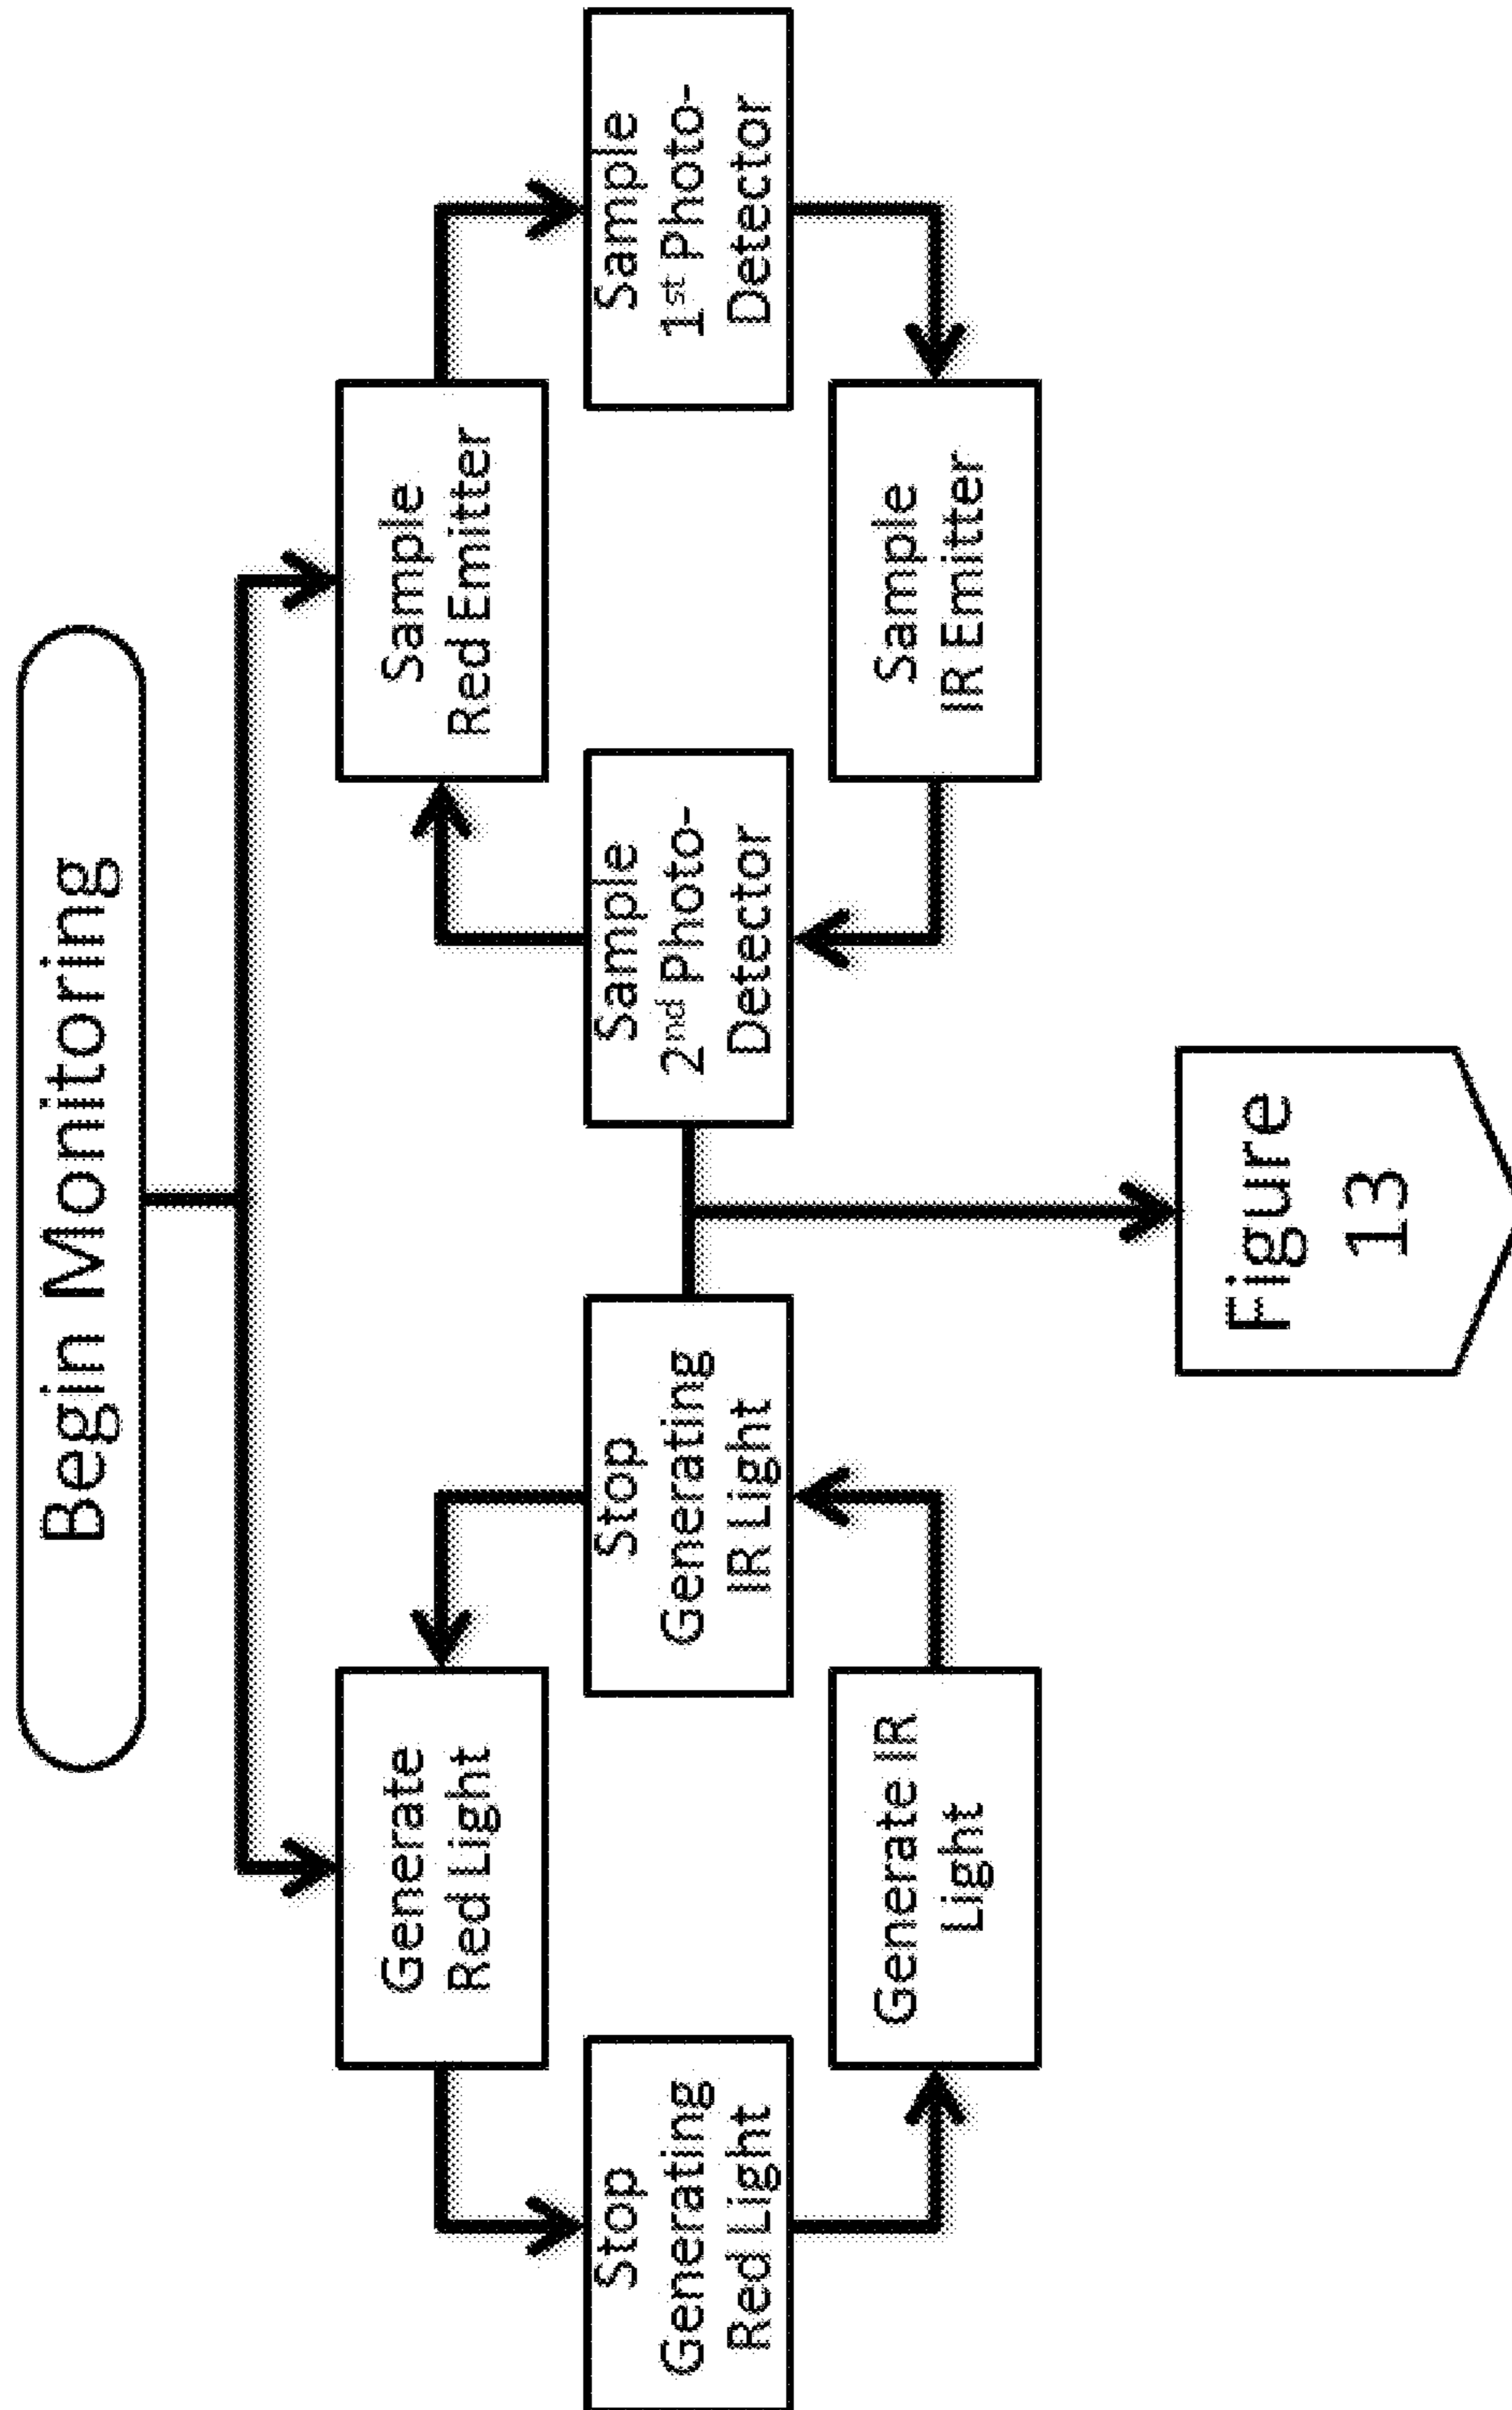 Begin Monitoring
Generate
Red Light
Sample
Red Emitter
Stop
Generating
Red Light
Stop
Generating
IR Light
Sample
2nd Photo-
Detector
Sample
1st Photo-
Detector
Generate IR
Light
Sample
IR Emitter
Figure
13